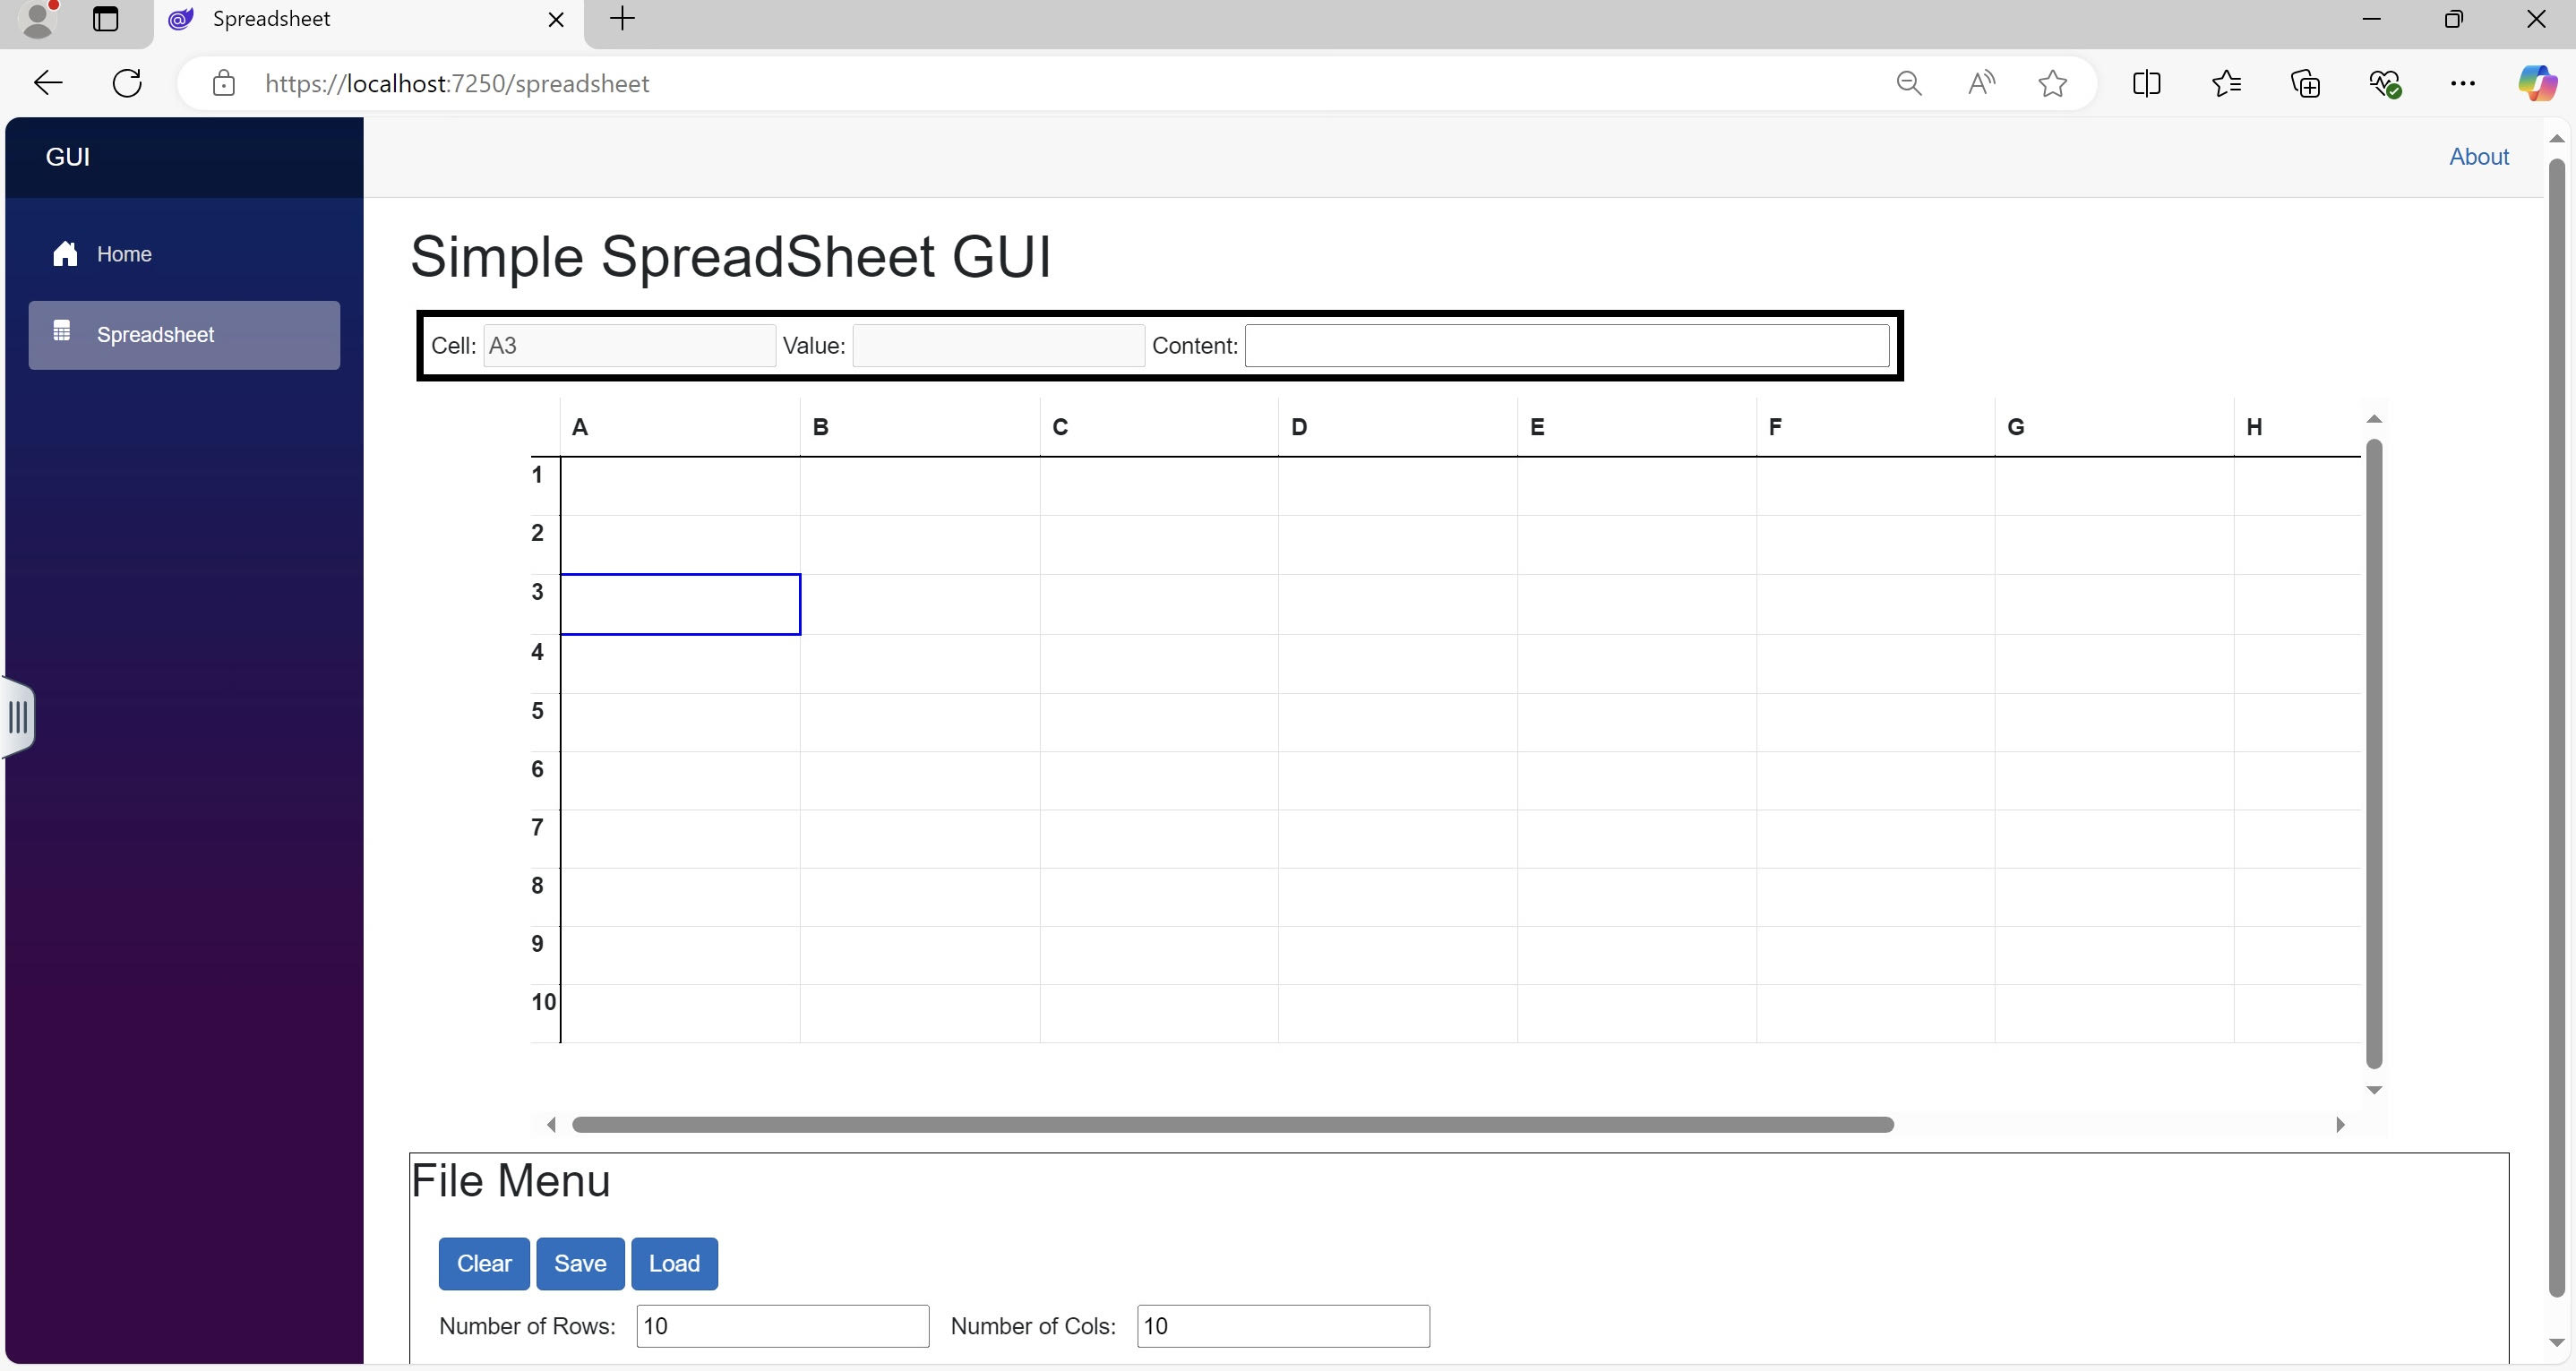 Spreadsheet
https://localhost:7250/spreadsheet
GUI
About
Home
Spreadsheet
Simple SpreadSheet GUI
Cell: A3 Value: Content:
A B C D E F G H
1
2
3
4
5
6
7
8
9
10
File Menu
Clear Save Load
Number of Rows: 10 Number of Cols: 10